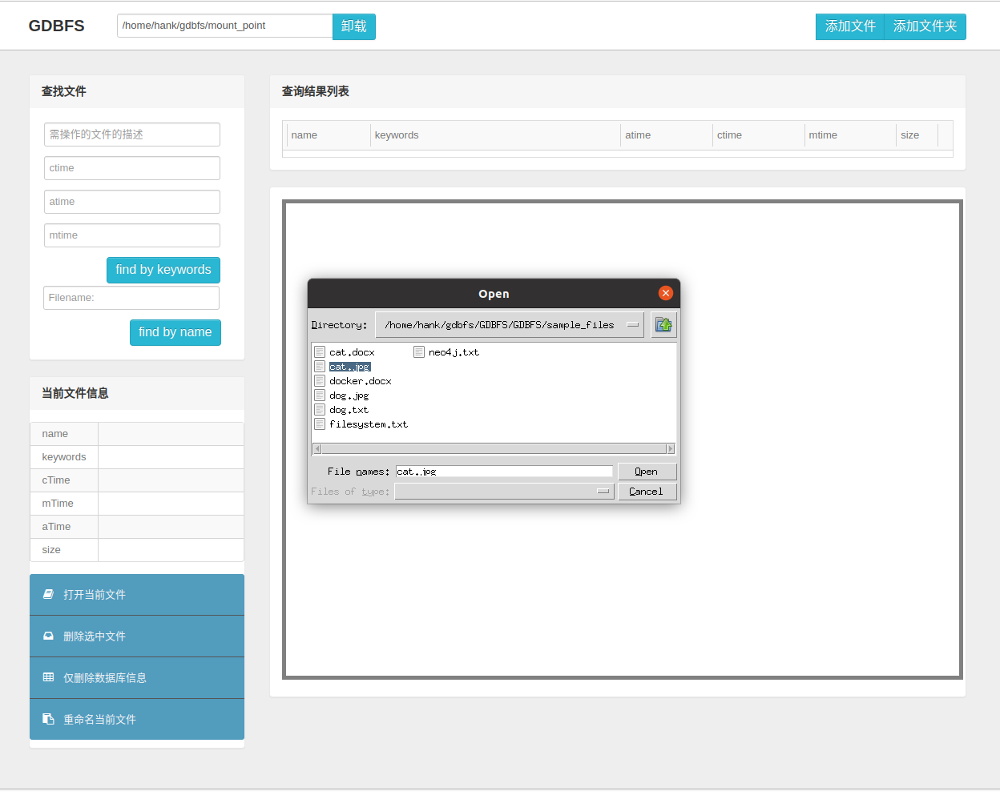 GDBFS
/home/hank/gdbfs/mount_point
卸载
添加文件
添加文件夹
查找文件
需操作的文件的描述
ctime
atime
mtime
find by keywords
Filename:
find by name
当前文件信息
name
keywords
cTime
mTime
aTime
size
打开当前文件
删除选中文件
仅删除数据库信息
重命名当前文件
查询结果列表
name keywords atime ctime mtime size
Open
Directory: /home/hank/gdbfs/GDBFS/GDBFS/sample_files
cat.docx neo4j.txt
cat.jpg
docker.docx
dog.jpg
dog.txt
filesystem.txt
File names: cat.jpg Open
Files of type: Cancel